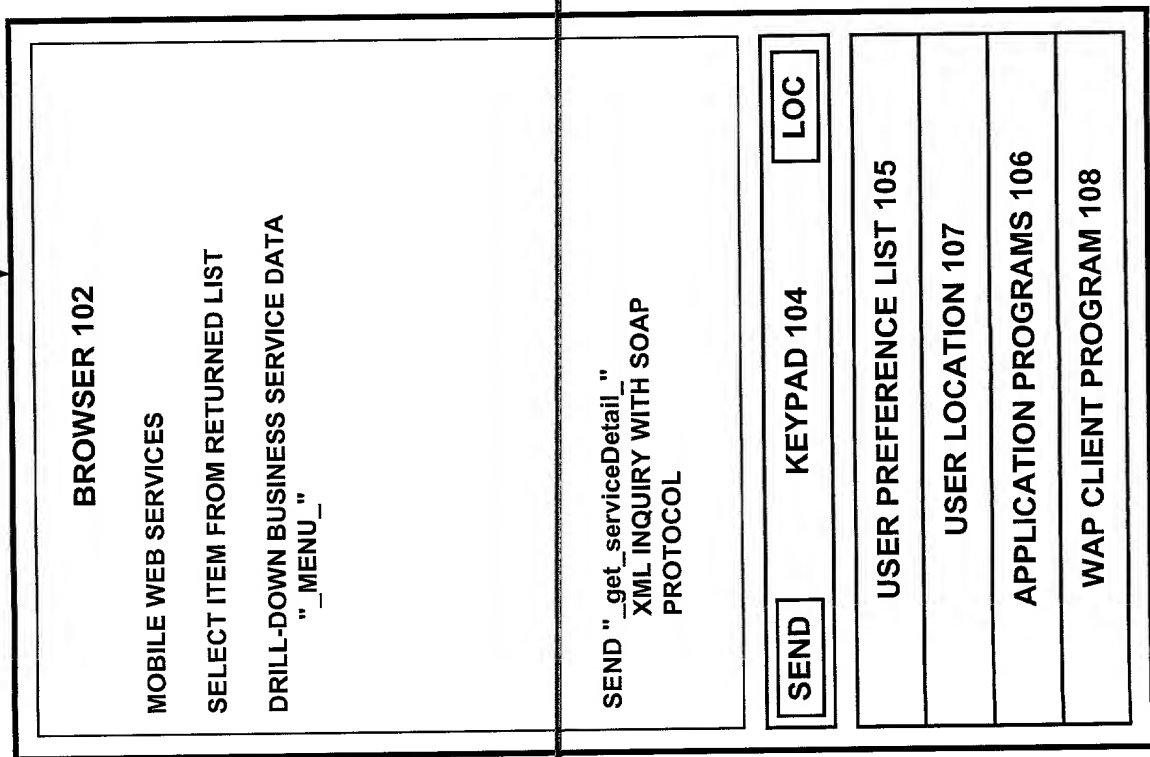 BROWSER 102
MOBILE WEB SERVICES
SELECT ITEM FROM RETURNED LIST
DRILL-DOWN BUSINESS SERVICE DATA
"_MENU_"
SEND "_get_serviceDetail_"
XML INQUIRY WITH SOAP
PROTOCOL
SEND KEYPAD 104 LOC
USER PREFERENCE LIST 105
USER LOCATION 107
APPLICATION PROGRAMS 106
WAP CLIENT PROGRAM 108